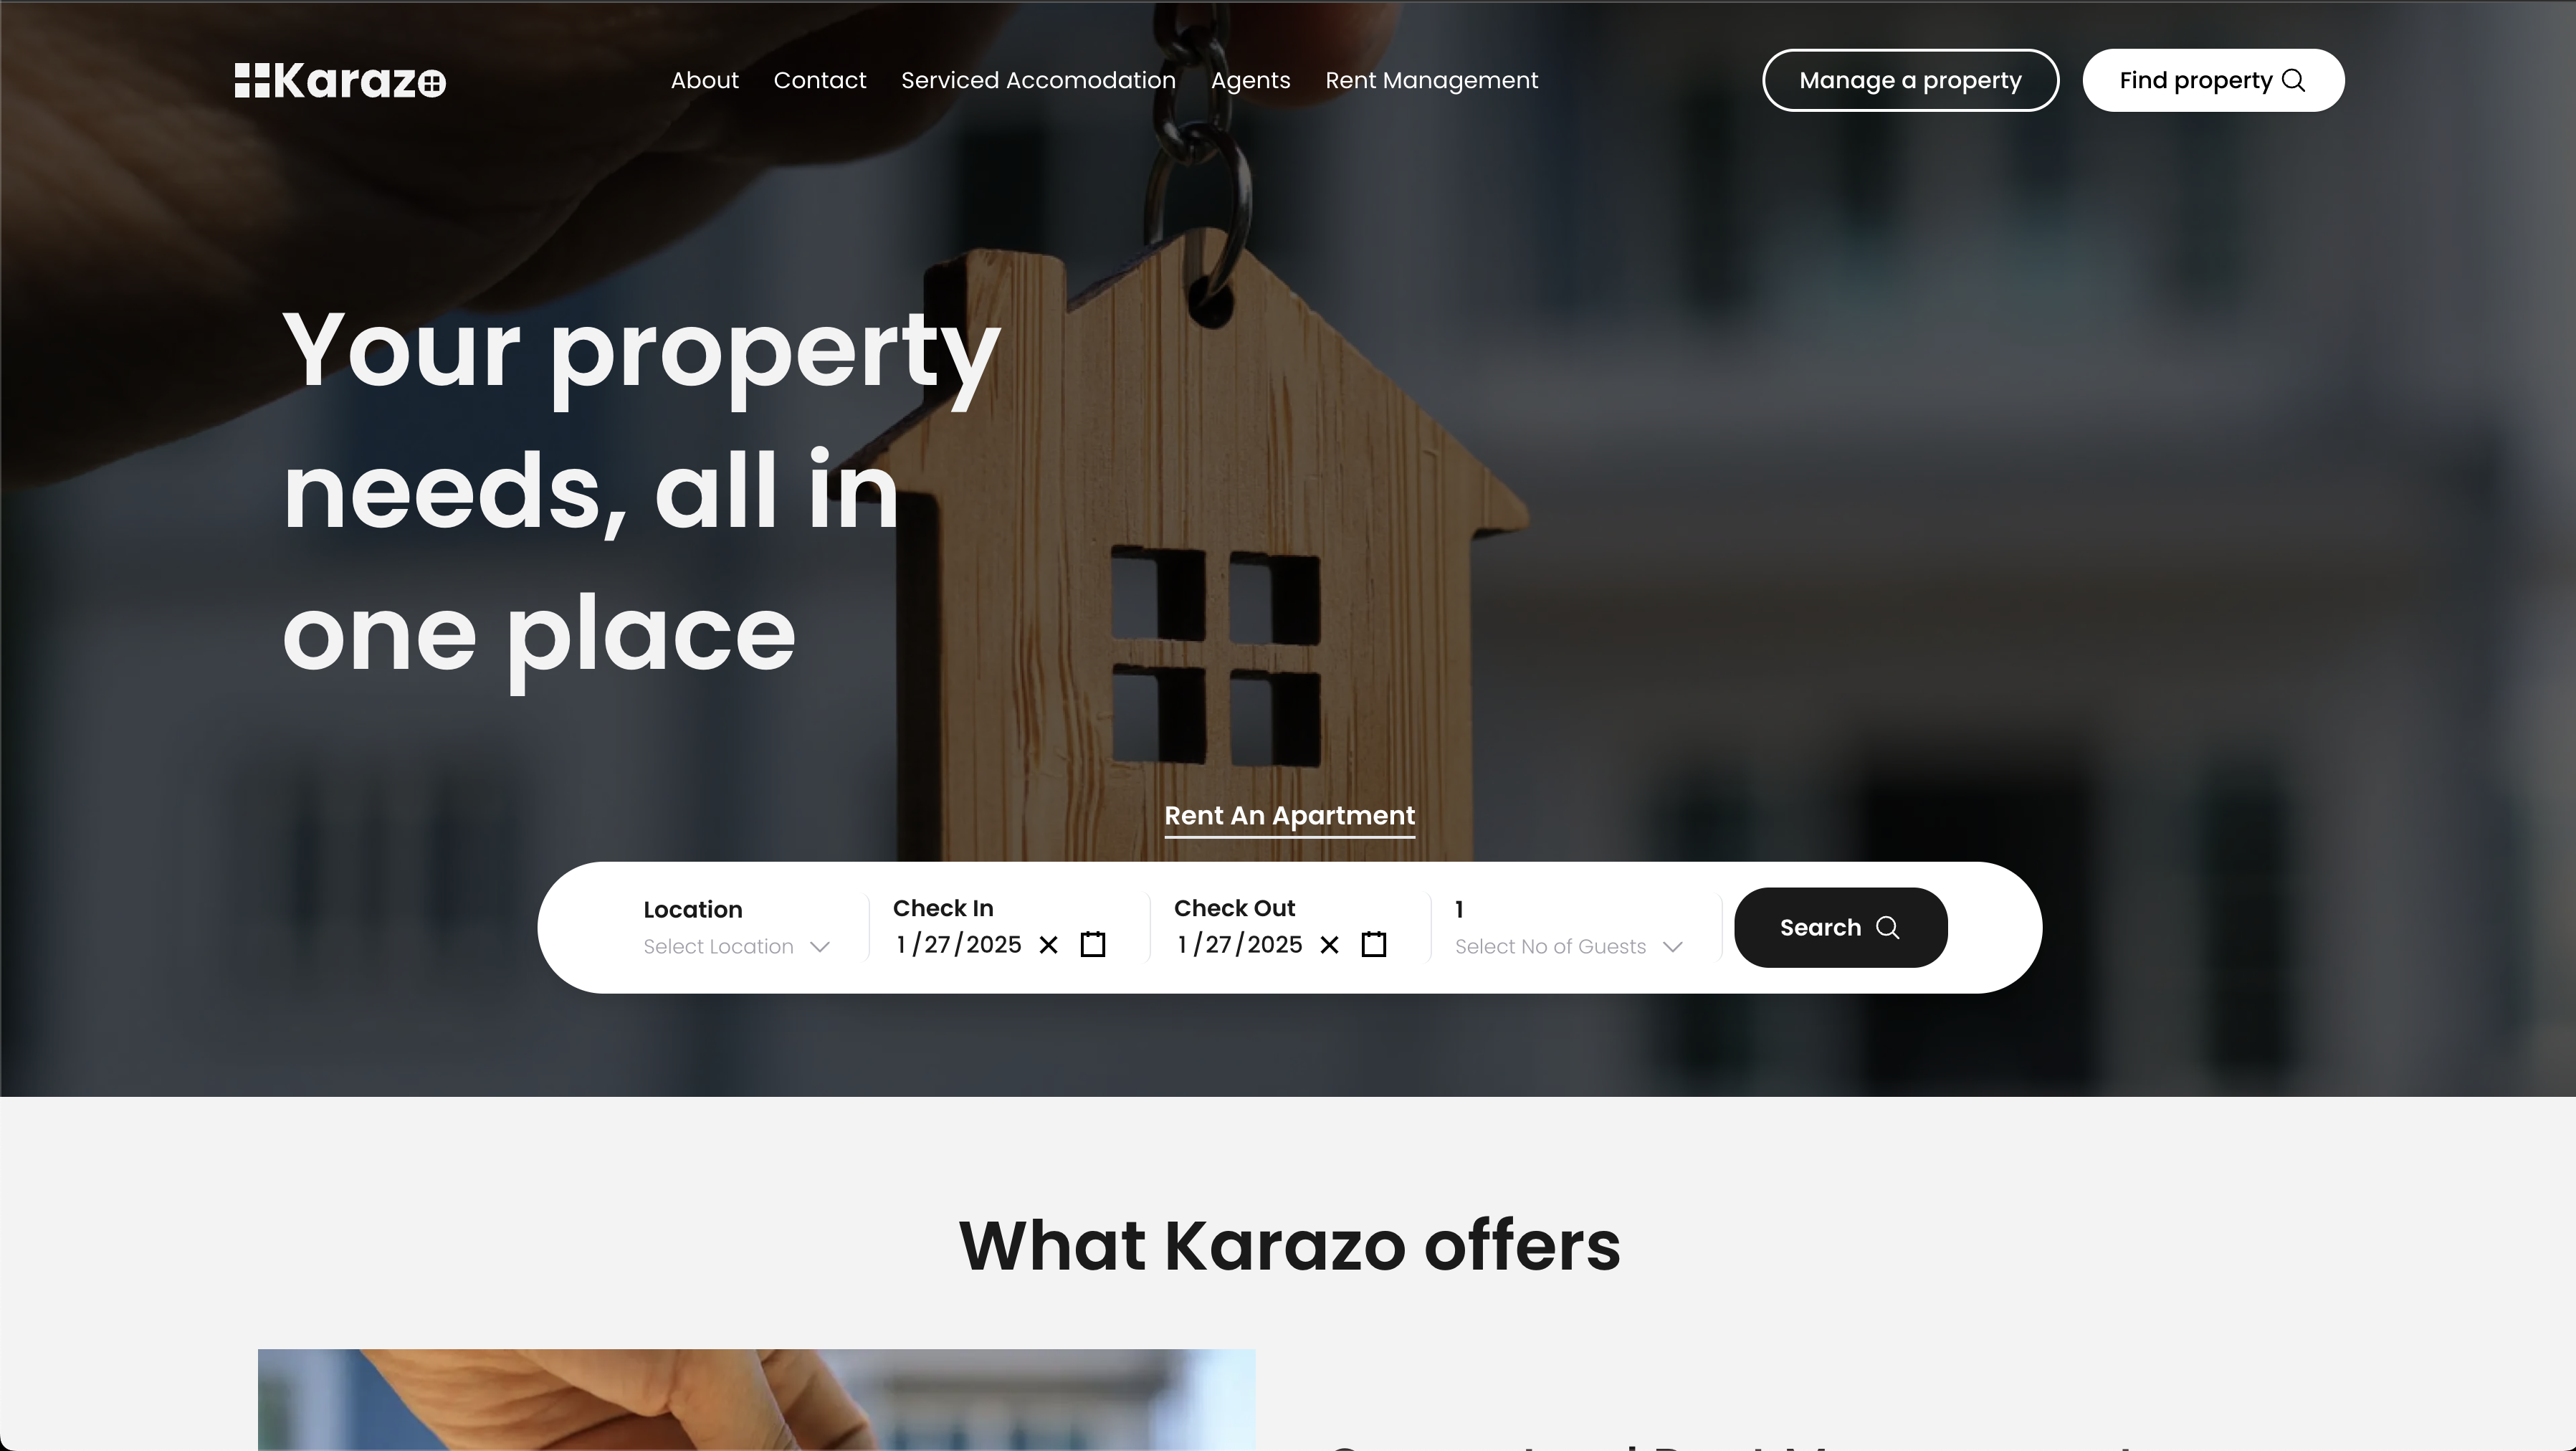 Karazo
About Contact Serviced Accomodation Agents Rent Management
Manage a property
Find property
Your property
needs, all in
one place
Rent An Apartment
Location
Select Location
Check In
1/27/2025
Check Out
1/27/2025
1
Select No of Guests
Search
What Karazo offers